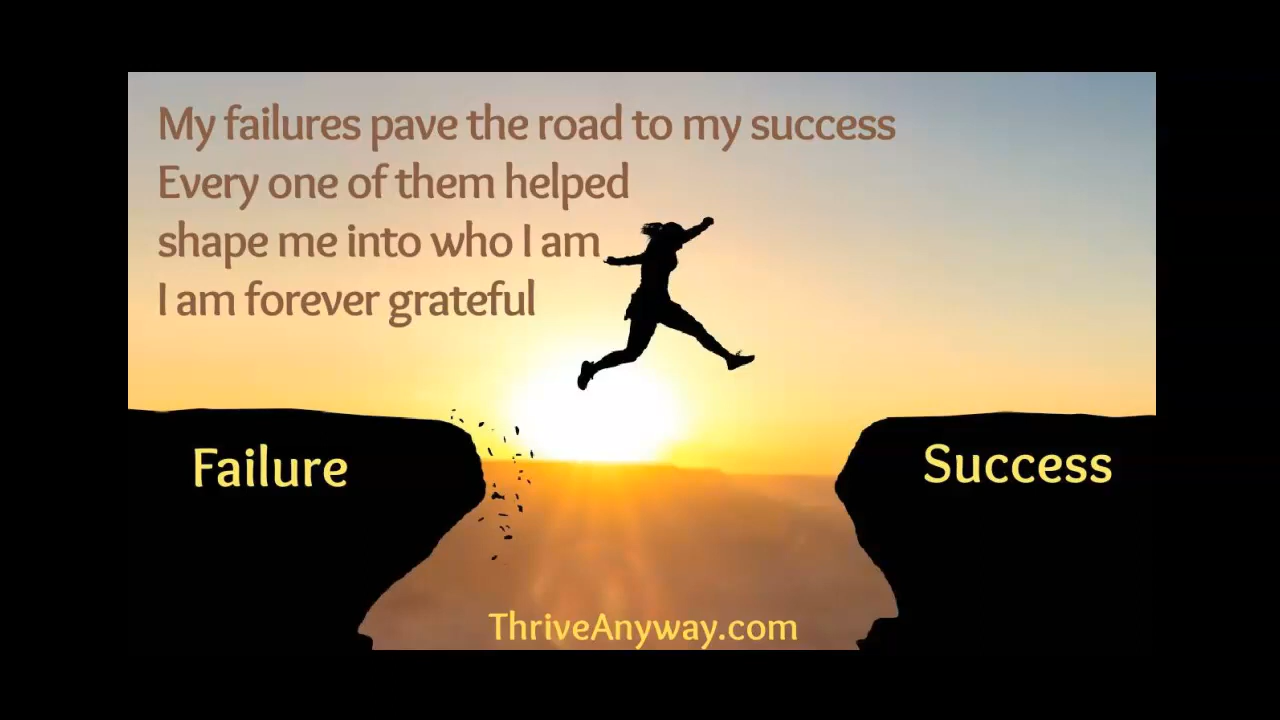 My failures pave the road to my success
Every one of them helped
shape me into who I am
I am forever grateful
Failure
Success
ThriveAnyway.com